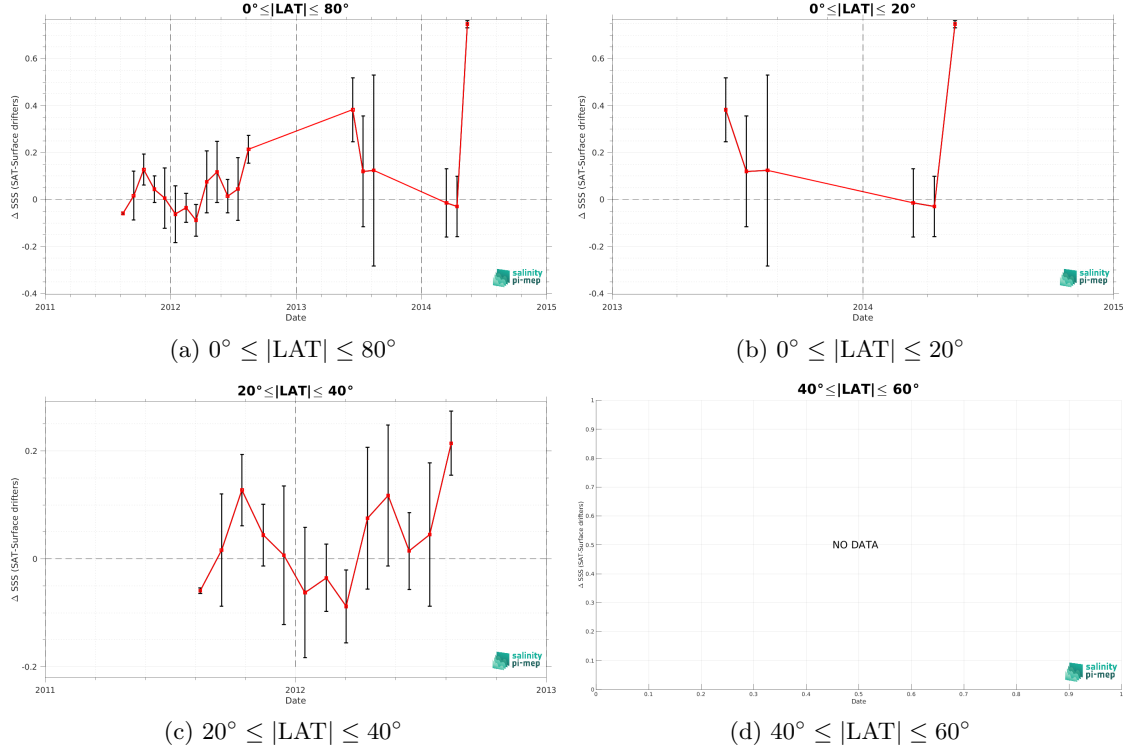 0°≤|LAT|≤ 80°
Δ SSS (SAT-Surface drifters)
0.6
0.4
0.2
0
-0.2
-0.4
2011
2012
2013
2014
2015
Date
salinity
pi-mep
(a) 0° ≤ |LAT| ≤ 80°
0°≤|LAT|≤ 20°
Δ SSS (SAT-Surface drifters)
0.6
0.4
0.2
0
-0.2
-0.4
2013
2014
2015
Date
salinity
pi-mep
(b) 0° ≤ |LAT| ≤ 20°
20°≤|LAT|≤ 40°
Δ SSS (SAT-Surface drifters)
0.2
0
-0.2
2011
2012
2013
Date
salinity
pi-mep
(c) 20° ≤ |LAT| ≤ 40°
40°≤|LAT|≤ 60°
Δ SSS (SAT-Surface drifters)
1
0.9
0.8
0.7
0.6
0.5
0.4
0.3
0.2
0.1
0
NO DATA
0
0.1
0.2
0.3
0.4
0.5
0.6
0.7
0.8
0.9
1
Date
salinity
pi-mep
(d) 40° ≤ |LAT| ≤ 60°